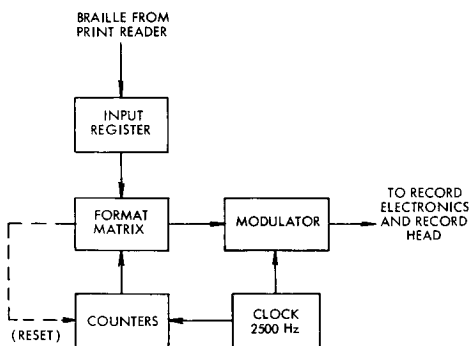 BRAILLE FROM
PRINT READER
INPUT
REGISTER
FORMAT
MATRIX
MODULATOR
TO RECORD
ELECTRONICS
AND RECORD
HEAD
(RESET)
COUNTERS
CLOCK
2500 Hz